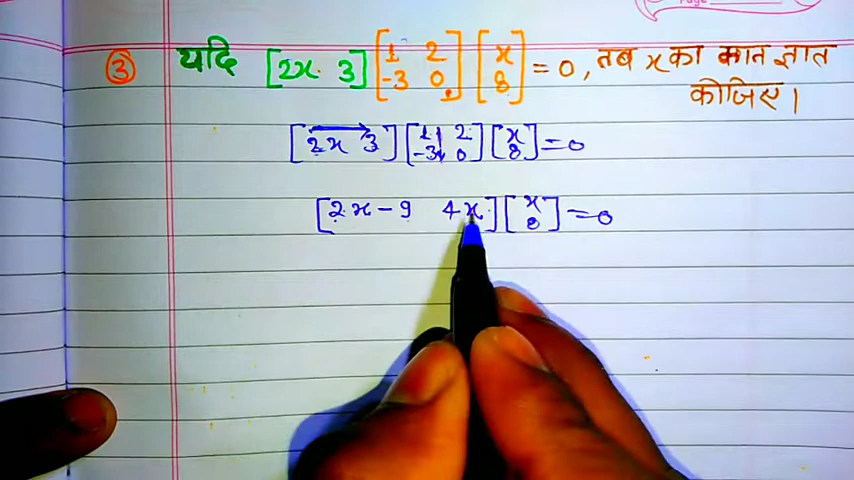 ③ यदि [2x 3] [1 2 -3 0] [x 8] = 0, तब x का मान ज्ञात
कीजिए।
[2x 3] [1 2 -3 0] [x 8] = 0
[2x - 9 4x] [x 8] = 0